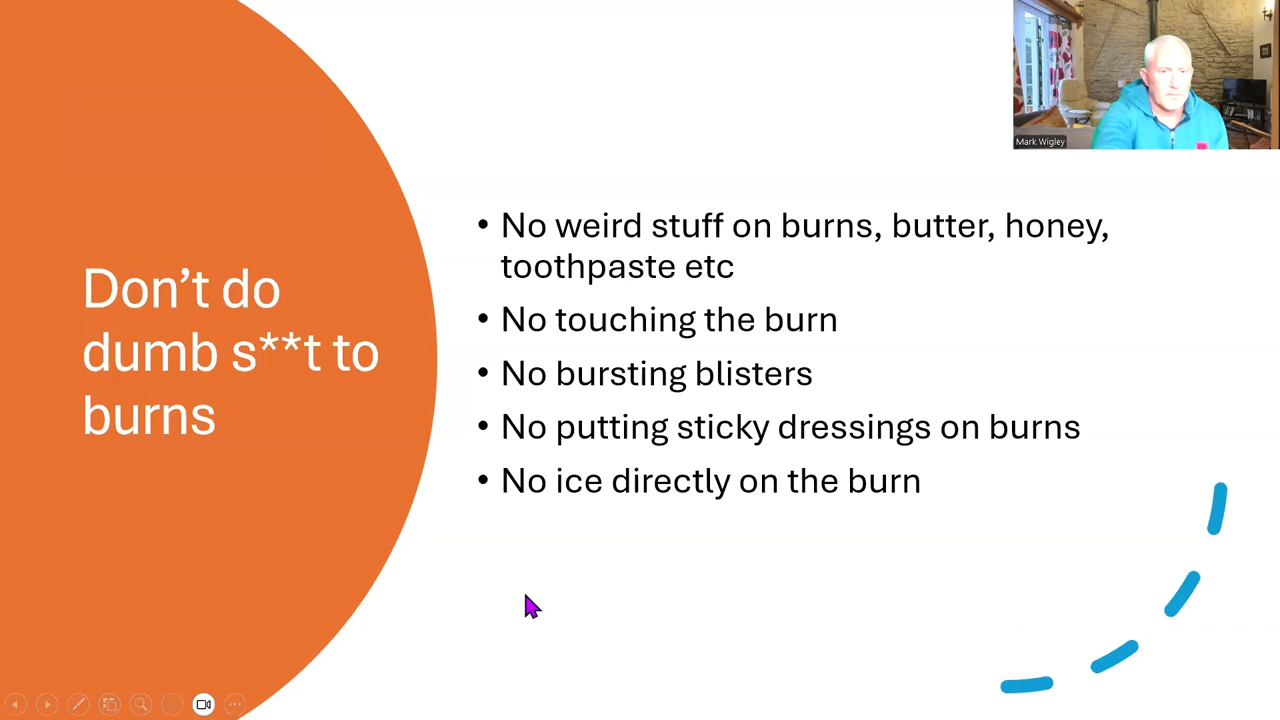 Mark Wigley
Don’t do
dumb s**t to
burns
• No weird stuff on burns, butter, honey,
toothpaste etc
• No touching the burn
• No bursting blisters
• No putting sticky dressings on burns
• No ice directly on the burn